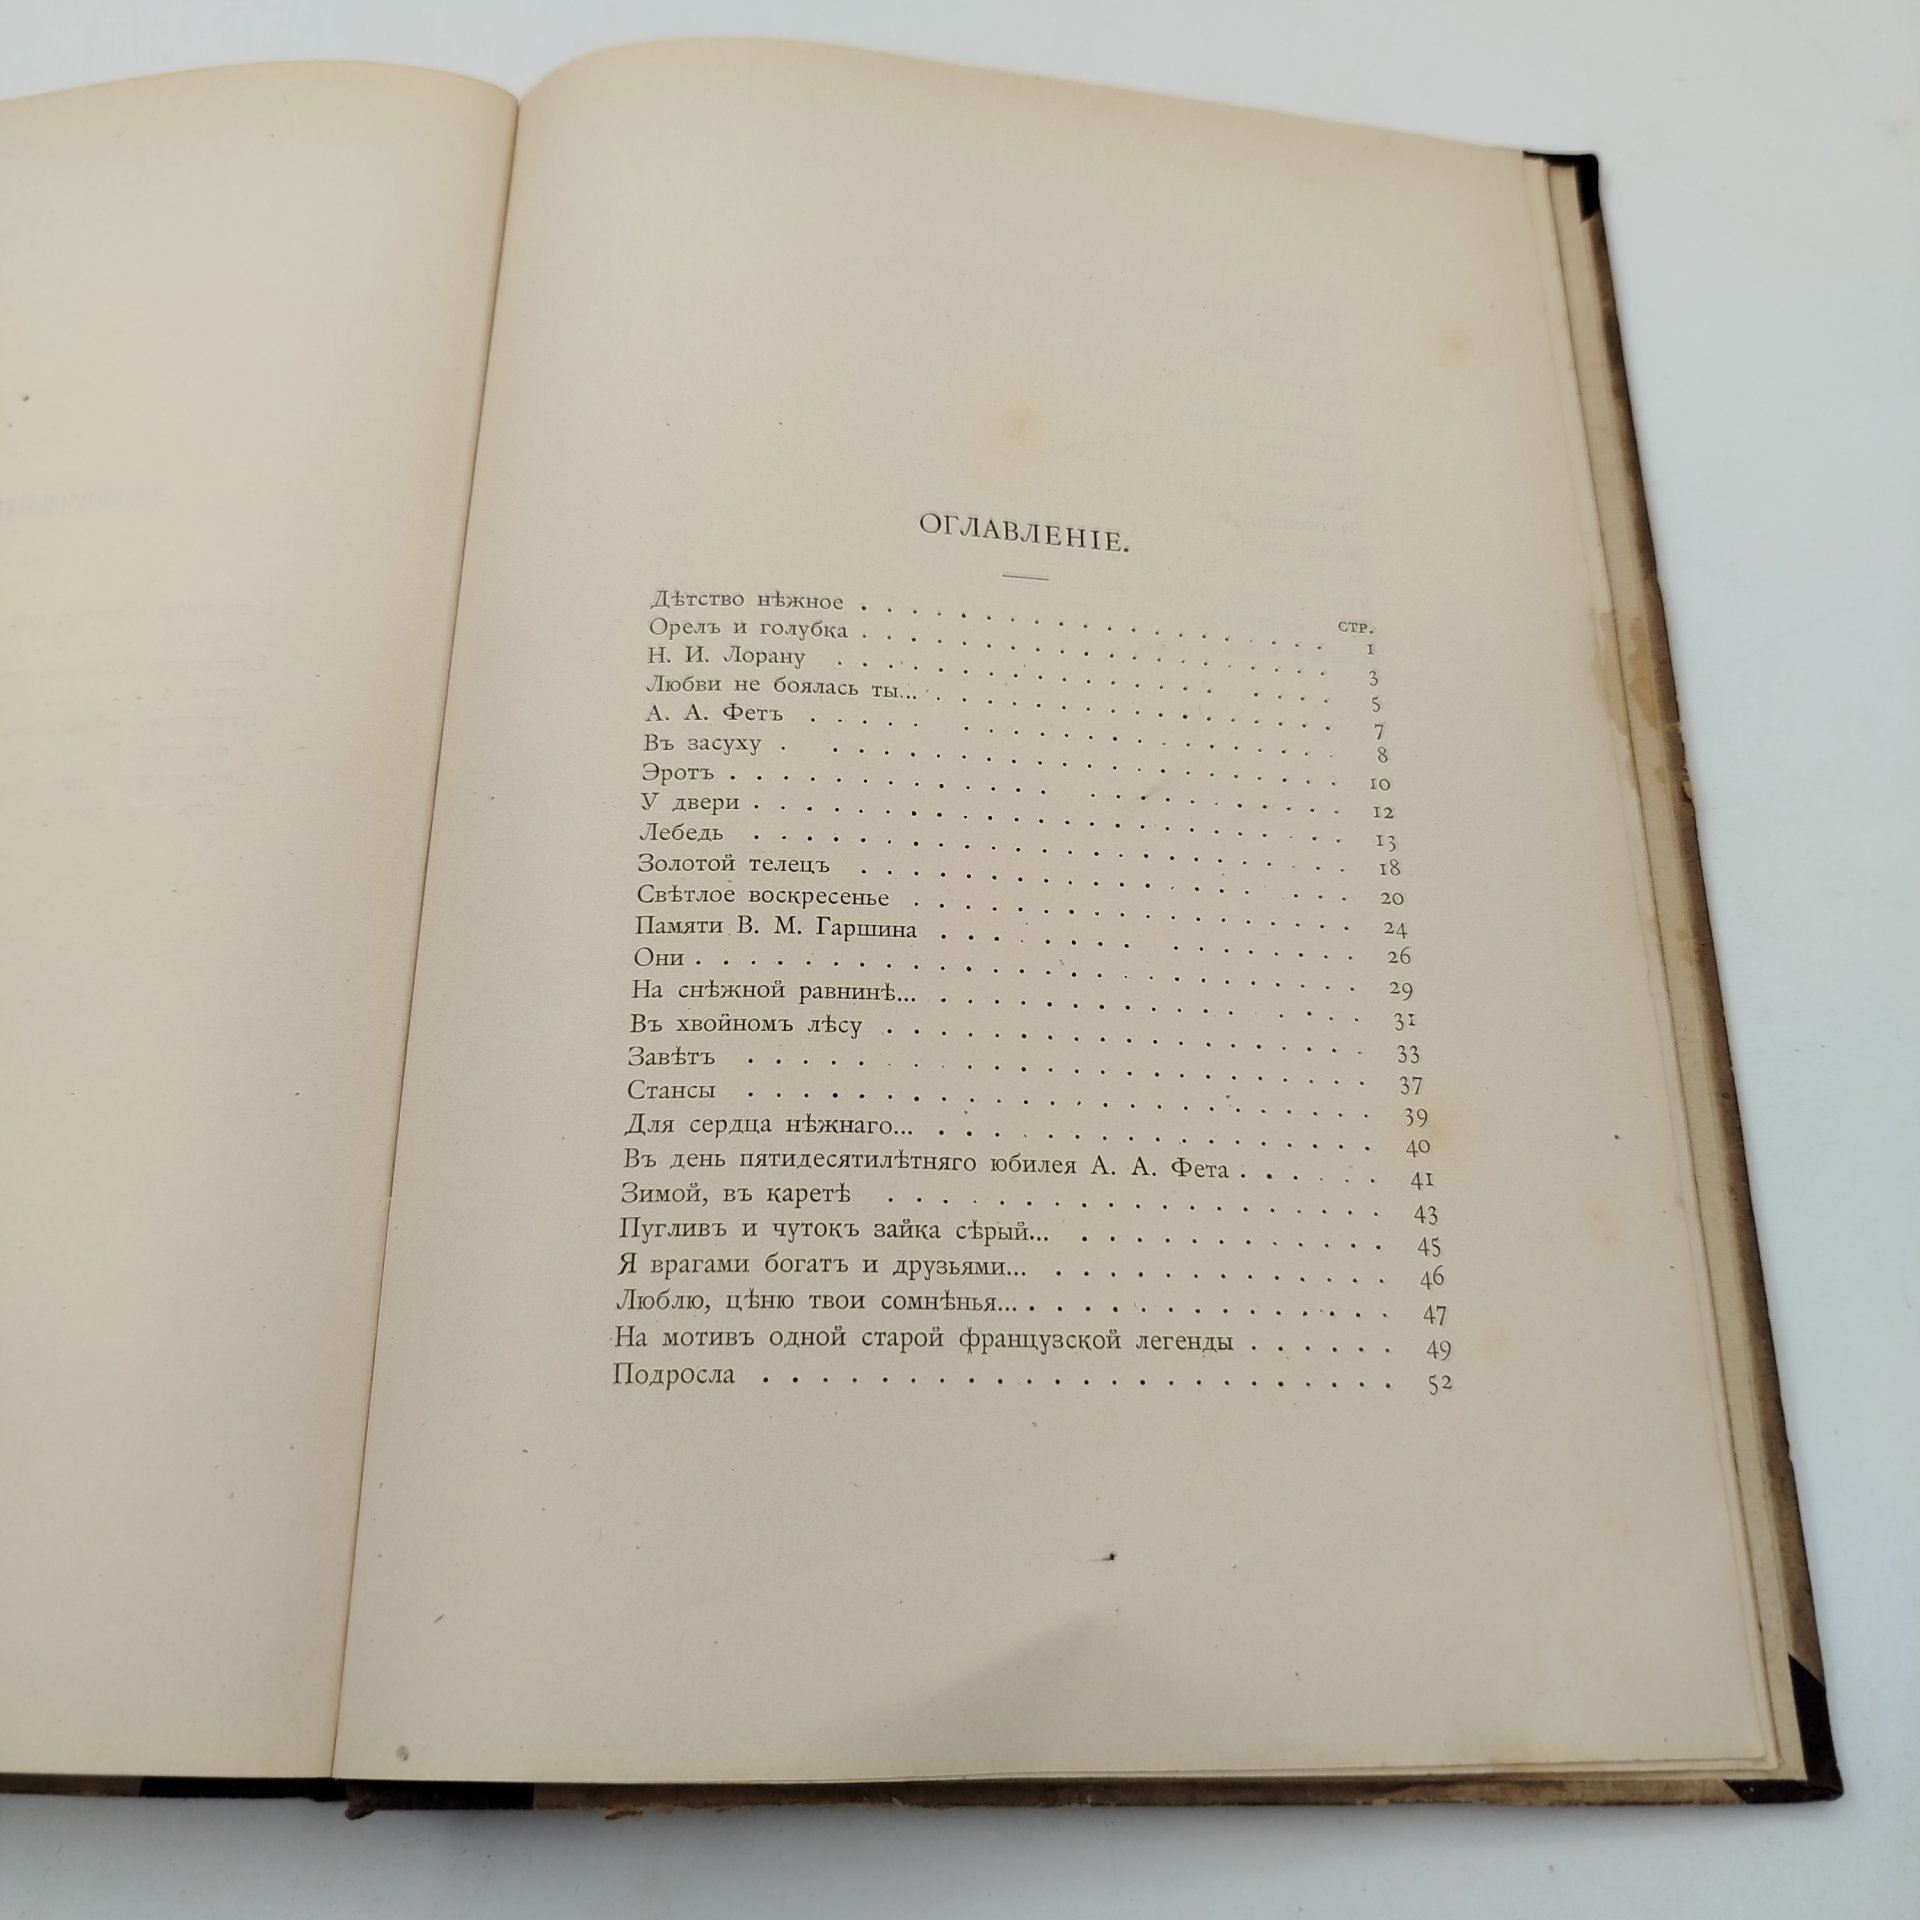 ОГЛАВЛЕНІЕ.
СТР.
Дѣтство нѣжное . . . . . . . . . . . . . . . . . . 1
Орелъ и голубка . . . . . . . . . . . . . . . . . . 3
Н. И. Лорану . . . . . . . . . . . . . . . . . . 5
Любви не боялась ты... . . . . . . . . . . . . . . . . 7
А. А. Фетъ . . . . . . . . . . . . . . . . . . 8
Въ засуху . . . . . . . . . . . . . . . . . . . 10
Эротъ . . . . . . . . . . . . . . . . . . . . 12
У двери . . . . . . . . . . . . . . . . . . . . 13
Лебедь . . . . . . . . . . . . . . . . . . . . 18
Золотой телецъ . . . . . . . . . . . . . . . . . 20
Свѣтлое воскресенье . . . . . . . . . . . . . . . . 24
Памяти В. М. Гаршина . . . . . . . . . . . . . . . 26
Они . . . . . . . . . . . . . . . . . . . . . . 29
На снѣжной равнинѣ... . . . . . . . . . . . . . . . 31
Въ хвойномъ лѣсу . . . . . . . . . . . . . . . . . 33
Завѣтъ . . . . . . . . . . . . . . . . . . . . 37
Стансы . . . . . . . . . . . . . . . . . . . . 39
Для сердца нѣжнаго... . . . . . . . . . . . . . . . 40
Въ день пятидесятилѣтняго юбилея А. А. Фета . . . . . . 41
Зимой, въ каретѣ . . . . . . . . . . . . . . . . . 43
Пугливъ и чутокъ зайка сѣрый... . . . . . . . . . . . 45
Я врагами богатъ и друзьями... . . . . . . . . . . . . 46
Люблю, цѣню твои сомнѣнья... . . . . . . . . . . . . . 47
На мотивъ одной старой французской легенды . . . . . . 49
Подросла . . . . . . . . . . . . . . . . . . . . . 52